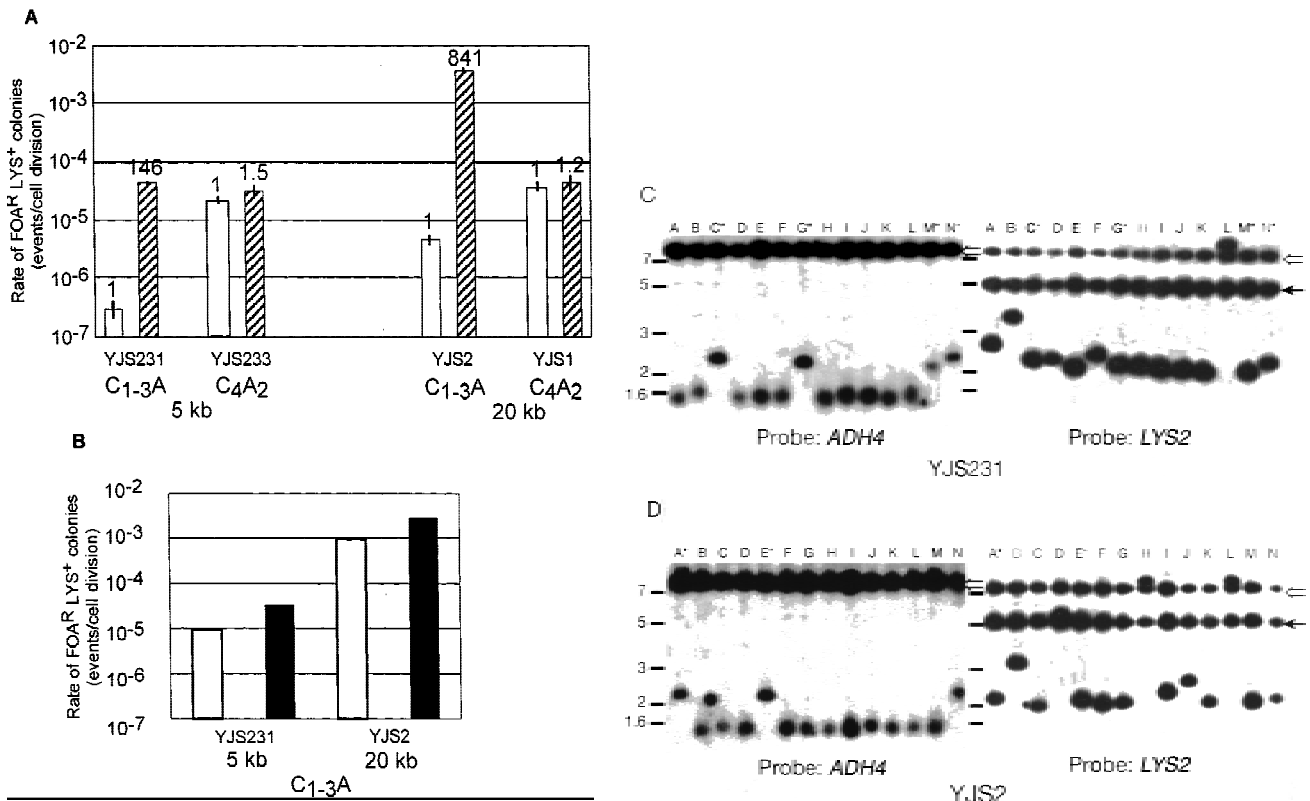 A
Rate of FOA^R LYS+ colonies
(events/cell division)
10-2
10-3
10-4
10-5
10-6
10-7
1
146
1
1.5
1
841
1
1.2
YJS231
YJS233
YJS2
YJS1
C1-3A
C4A2
C1-3A
C4A2
5 kb
20 kb
B
Rate of FOA^R LYS+ colonies
(events/cell division)
10-2
10-3
10-4
10-5
10-6
10-7
YJS231
YJS2
5 kb
20 kb
C1-3A
C
A B C* D E F G* H I J K L M* N*
A B C* D E F G* H I J K L M* N*
7
5
3
2
1.6
Probe: ADH4
Probe: LYS2
YJS231
D
A* B C D E* F G H I J K L M N
A* C D E* F G H I J K L M N
7
5
3
2
1.6
Probe: ADH4
Probe: LYS2
YJS2